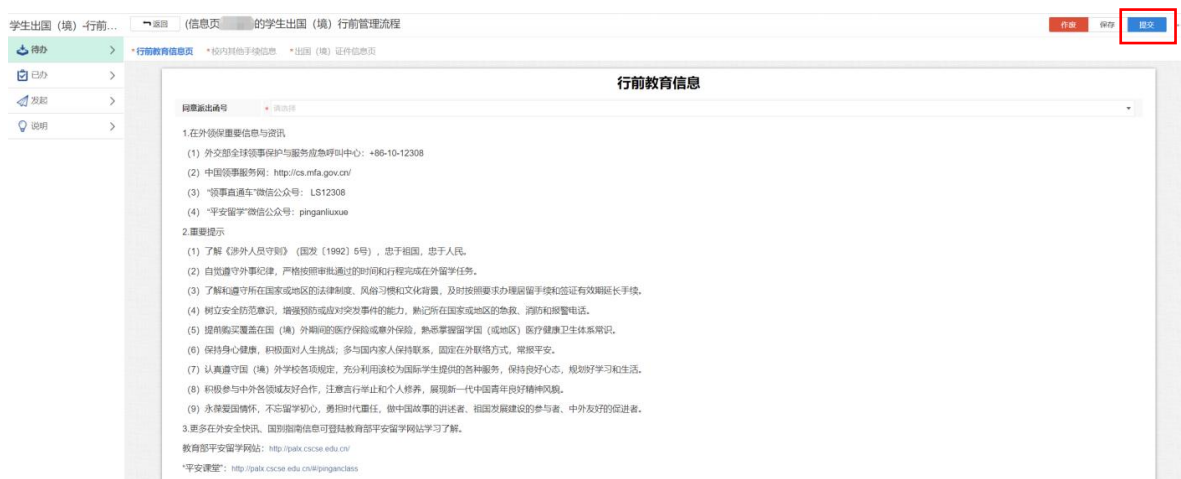 学生出国（境）-行前...
返回 (信息页 的学生出国（境）行前管理流程
作废 保存 提交
待办
已办
发起
说明
*行前教育信息页 *校内其他手续信息 *出国（境）证件信息页
行前教育信息
同意派出函号 * 请选择
1.在外领保重要信息与资讯
(1) 外交部全球领事保护与服务应急呼叫中心：+86-10-12308
(2) 中国领事服务网：http://cs.mfa.gov.cn/
(3) “领事直通车”微信公众号： LS12308
(4) “平安留学”微信公众号：pinganliuxue
2.重要提示
(1) 了解《涉外人员守则》（国发〔1992〕5号），忠于祖国，忠于人民。
(2) 自觉遵守外事纪律，严格按照审批通过的时间和行程完成在外留学任务。
(3) 了解和遵守所在国家或地区的法律制度、风俗习惯和文化背景，及时按照要求办理居留手续和签证有效期延长手续。
(4) 树立安全防范意识，增强预防或应对突发事件的能力，熟记所在国家或地区的急救、消防和报警电话。
(5) 提前购买覆盖在国（境）外期间的医疗保险或意外保险，熟悉掌握留学国（或地区）医疗健康卫生体系常识。
(6) 保持身心健康，积极面对人生挑战；多与国内家人保持联系，固定在外联络方式，常报平安。
(7) 认真遵守国（境）外学校各项规定，充分利用该校为国际学生提供的各种服务，保持良好心态，规划好学习和生活。
(8) 积极参与中外各领域友好合作，注意言行举止和个人修养，展现新一代中国青年良好精神风貌。
(9) 永葆爱国情怀，不忘留学初心，勇担时代重任，做中国故事的讲述者、祖国发展建设的参与者、中外友好的促进者。
3.更多在外安全快讯、国别指南信息可登陆教育部平安留学网站学习了解。
教育部平安留学网站：http://palx.cscse.edu.cn/
“平安课堂”：http://palx.cscse.edu.cn/#/pinganclass